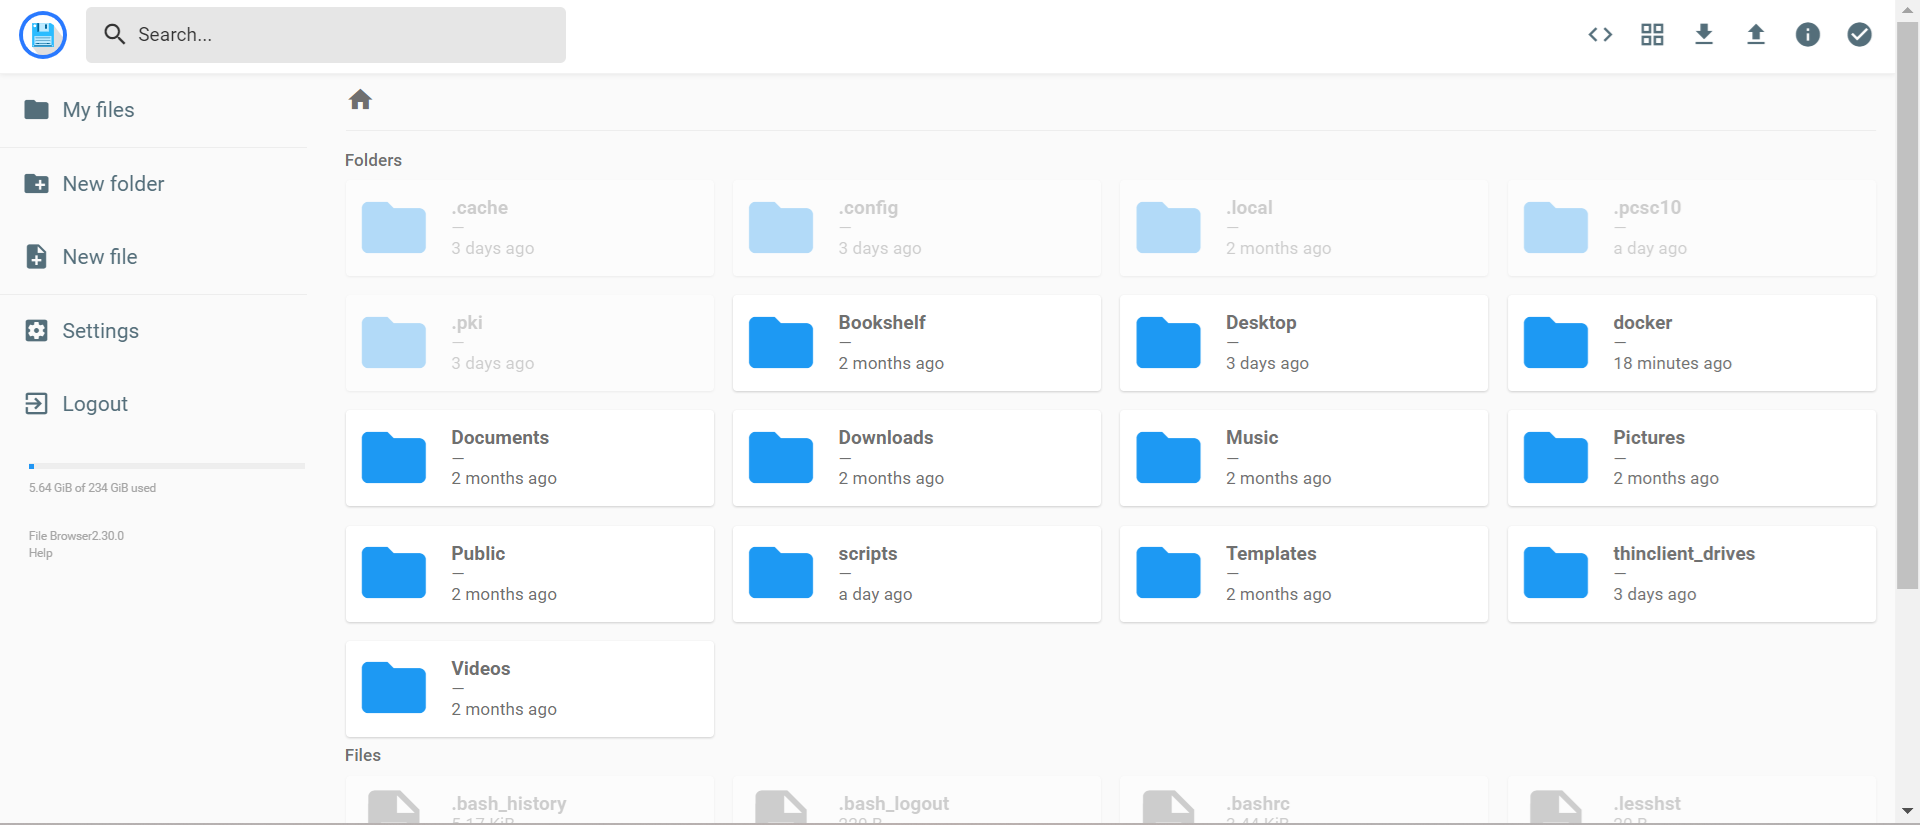 Search...
My files
New folder
New file
Settings
Logout
5.64 GiB of 234 GiB used
File Browser2.30.0
Help
Folders
.cache
—
3 days ago
.config
—
3 days ago
.local
—
2 months ago
.pcsc10
—
a day ago
.pki
—
3 days ago
Bookshelf
—
2 months ago
Desktop
—
3 days ago
docker
—
18 minutes ago
Documents
—
2 months ago
Downloads
—
2 months ago
Music
—
2 months ago
Pictures
—
2 months ago
Public
—
2 months ago
scripts
—
a day ago
Templates
—
2 months ago
thinclient_drives
—
3 days ago
Videos
—
2 months ago
Files
.bash_history
5.17 KiB
.bash_logout
.bashrc
.lesshst